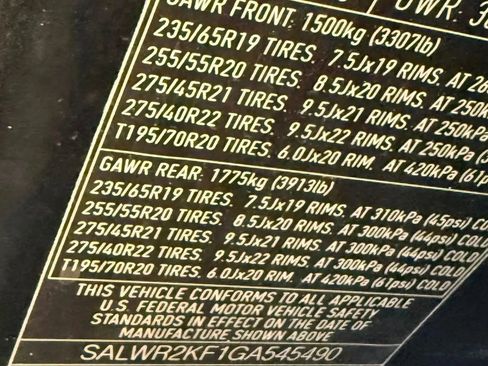 GAWR FRONT: 1500kg (3307lb)
235/65R19 TIRES. 7.5Jx19 RIMS. AT
255/55R20 TIRES. 8.5Jx20 RIMS. AT 250k
275/45R21 TIRES. 9.5Jx21 RIMS. AT 250kPa
275/40R22 TIRES. 9.5Jx22 RIMS. AT 250kPa
T195/70R20 TIRES. 6.0Jx20 RIM. AT 420kPa (61p
GAWR REAR: 1775kg (3913lb)
235/65R19 TIRES. 7.5Jx19 RIMS. AT 310kPa (45psi) COL
255/55R20 TIRES. 8.5Jx20 RIMS. AT 300kPa (44psi) COL
275/45R21 TIRES. 9.5Jx21 RIMS. AT 300kPa (44psi) COLD
275/40R22 TIRES. 9.5Jx22 RIMS. AT 300kPa (44psi) COLD
T195/70R20 TIRES. 6.0Jx20 RIM. AT 420kPa (61psi) COLD
THIS VEHICLE CONFORMS TO ALL APPLICABLE
U.S. FEDERAL MOTOR VEHICLE SAFETY
STANDARDS IN EFFECT ON THE DATE OF
MANUFACTURE SHOWN ABOVE
SALWR2KF1GA545490